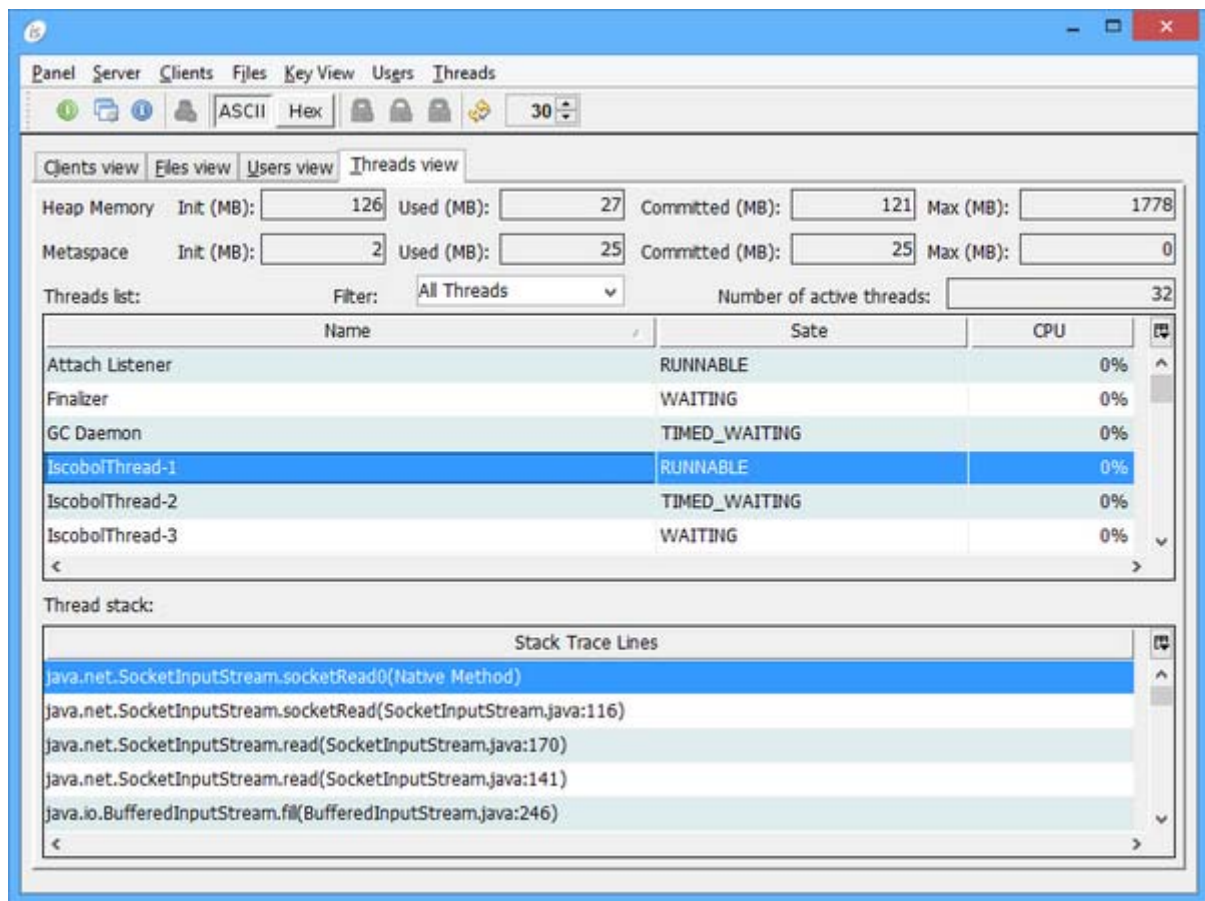 is
Panel Server Clients Files Key View Users Threads
ASCII Hex 30
Clients view Files view Users view Threads view
Heap Memory Init (MB): 126 Used (MB): 27 Committed (MB): 121 Max (MB): 1778
Metaspace Init (MB): 2 Used (MB): 25 Committed (MB): 25 Max (MB): 0
Threads list: Filter: All Threads Number of active threads: 32
Name Sate CPU
Attach Listener RUNNABLE 0%
Finalizer WAITING 0%
GC Daemon TIMED_WAITING 0%
IscobolThread-1 RUNNABLE 0%
IscobolThread-2 TIMED_WAITING 0%
IscobolThread-3 WAITING 0%
Thread stack:
Stack Trace Lines
java.net.SocketInputStream.socketRead0(Native Method)
java.net.SocketInputStream.socketRead(SocketInputStream.java:116)
java.net.SocketInputStream.read(SocketInputStream.java:170)
java.net.SocketInputStream.read(SocketInputStream.java:141)
java.io.BufferedInputStream.fill(BufferedInputStream.java:246)